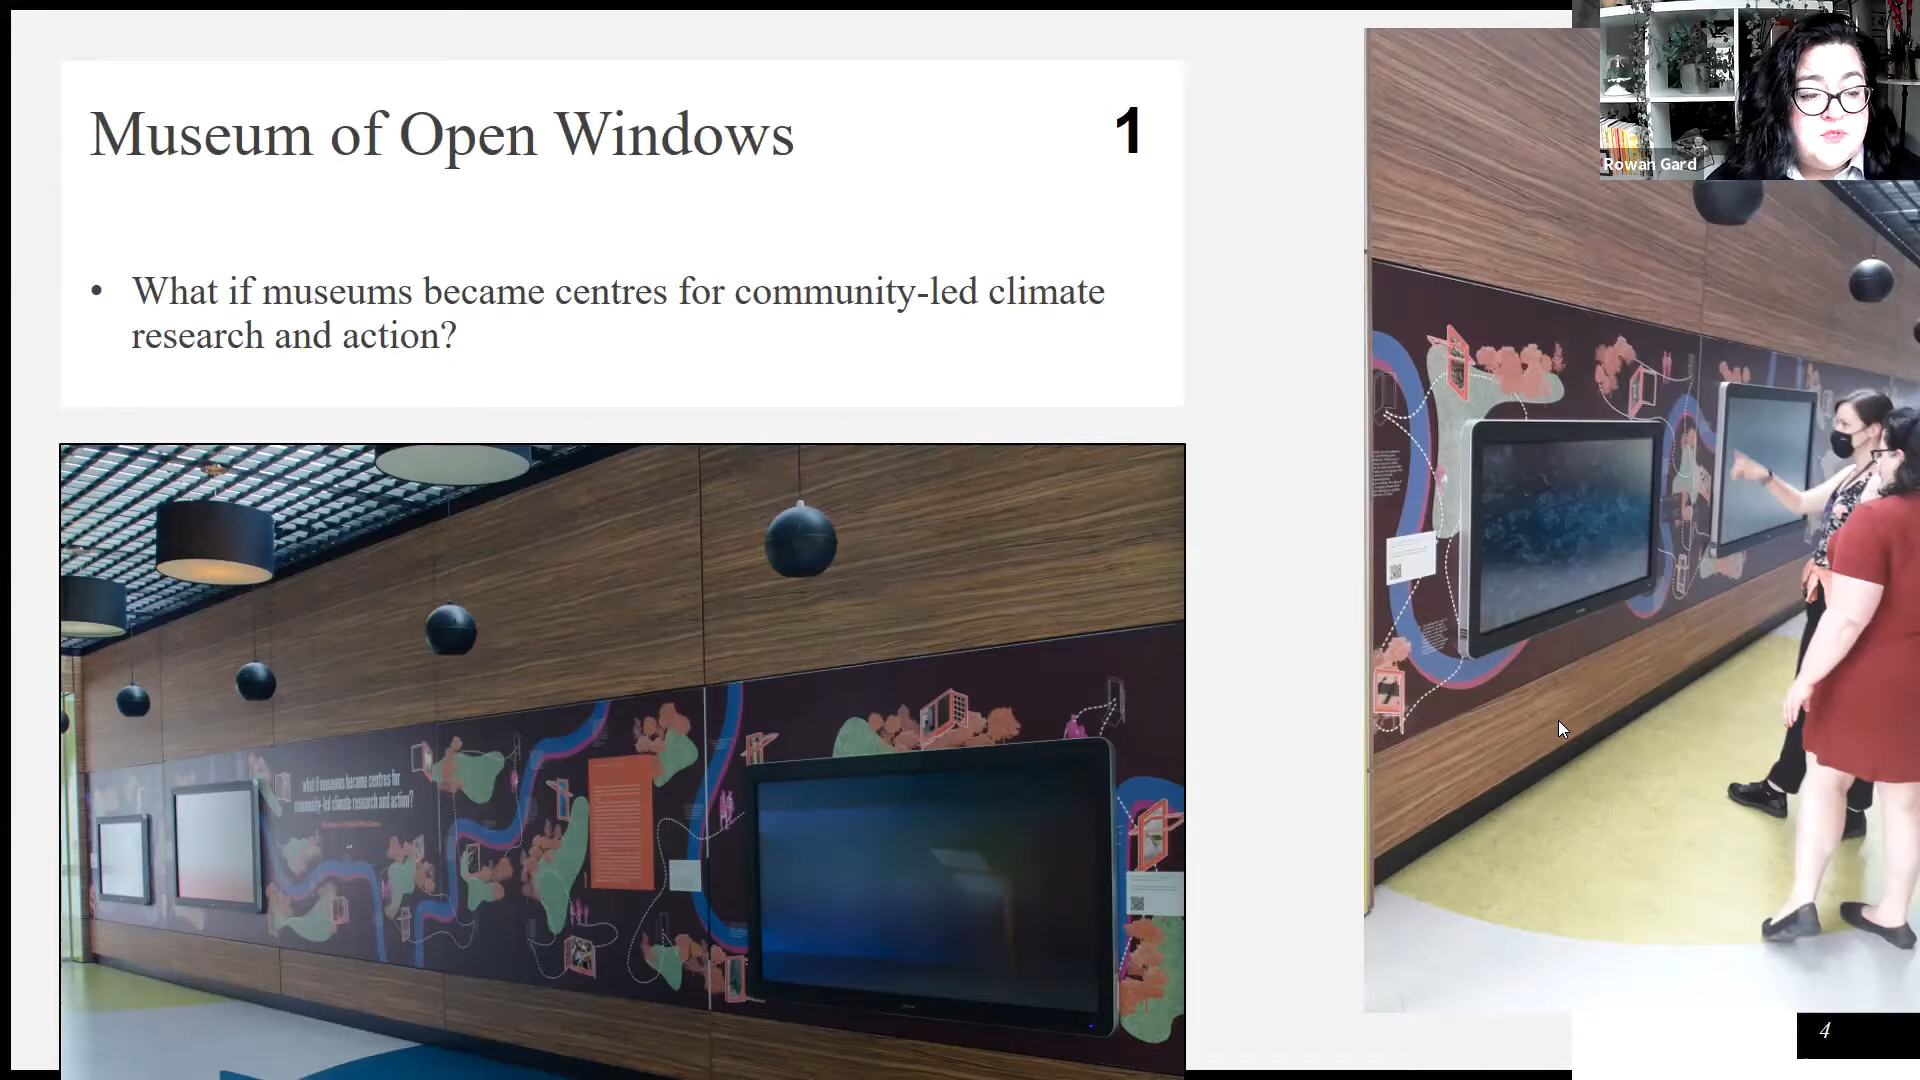 Museum of Open Windows
1
• What if museums became centres for community-led climate
research and action?
Rowan Gard
what if museums became centres for
community-led climate research and action?
4